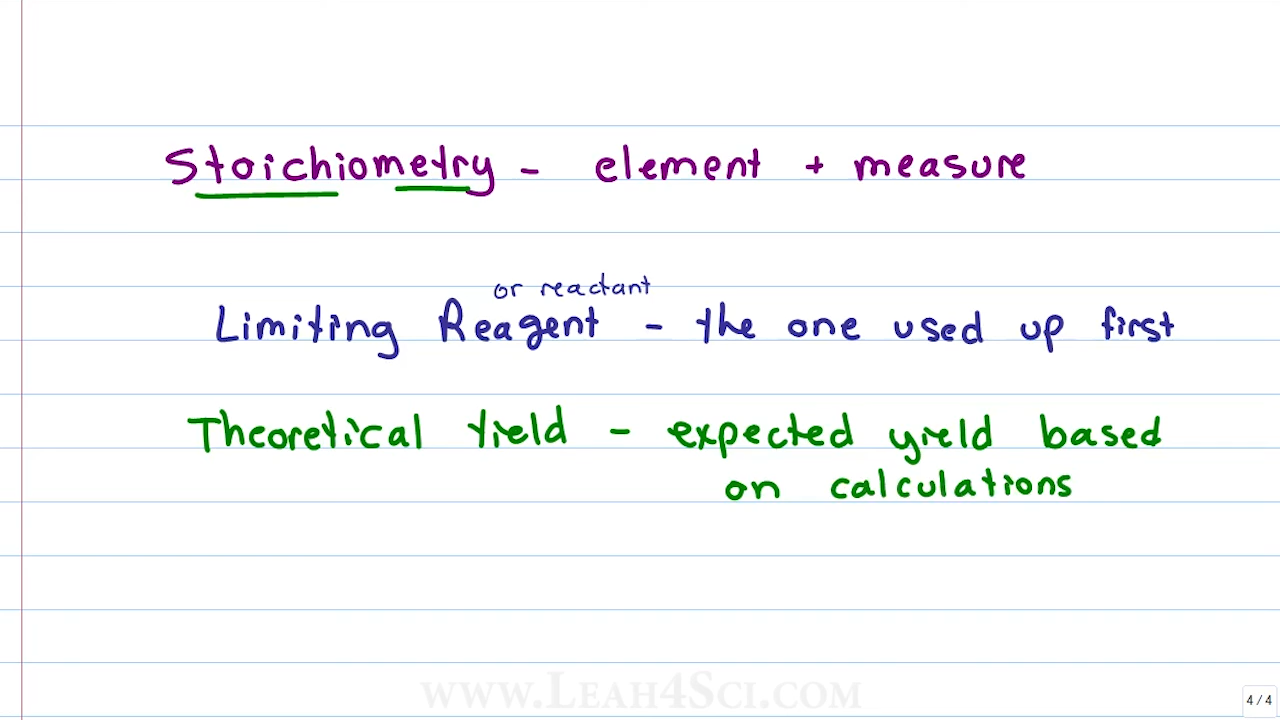 Stoichiometry - element + measure
or reactant
Limiting Reagent - the one used up first
Theoretical Yield - expected yield based
on calculations
www.Leah4Sci.com
4/4